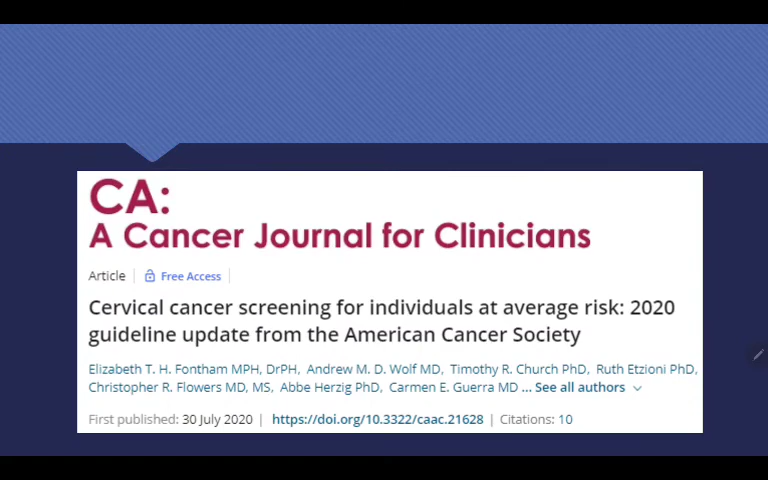 CA:
A Cancer Journal for Clinicians
Article | Free Access |
Cervical cancer screening for individuals at average risk: 2020
guideline update from the American Cancer Society
Elizabeth T. H. Fontham MPH, DrPH, Andrew M. D. Wolf MD, Timothy R. Church PhD, Ruth Etzioni PhD,
Christopher R. Flowers MD, MS, Abbe Herzig PhD, Carmen E. Guerra MD ... See all authors
First published: 30 July 2020 | https://doi.org/10.3322/caac.21628 | Citations: 10